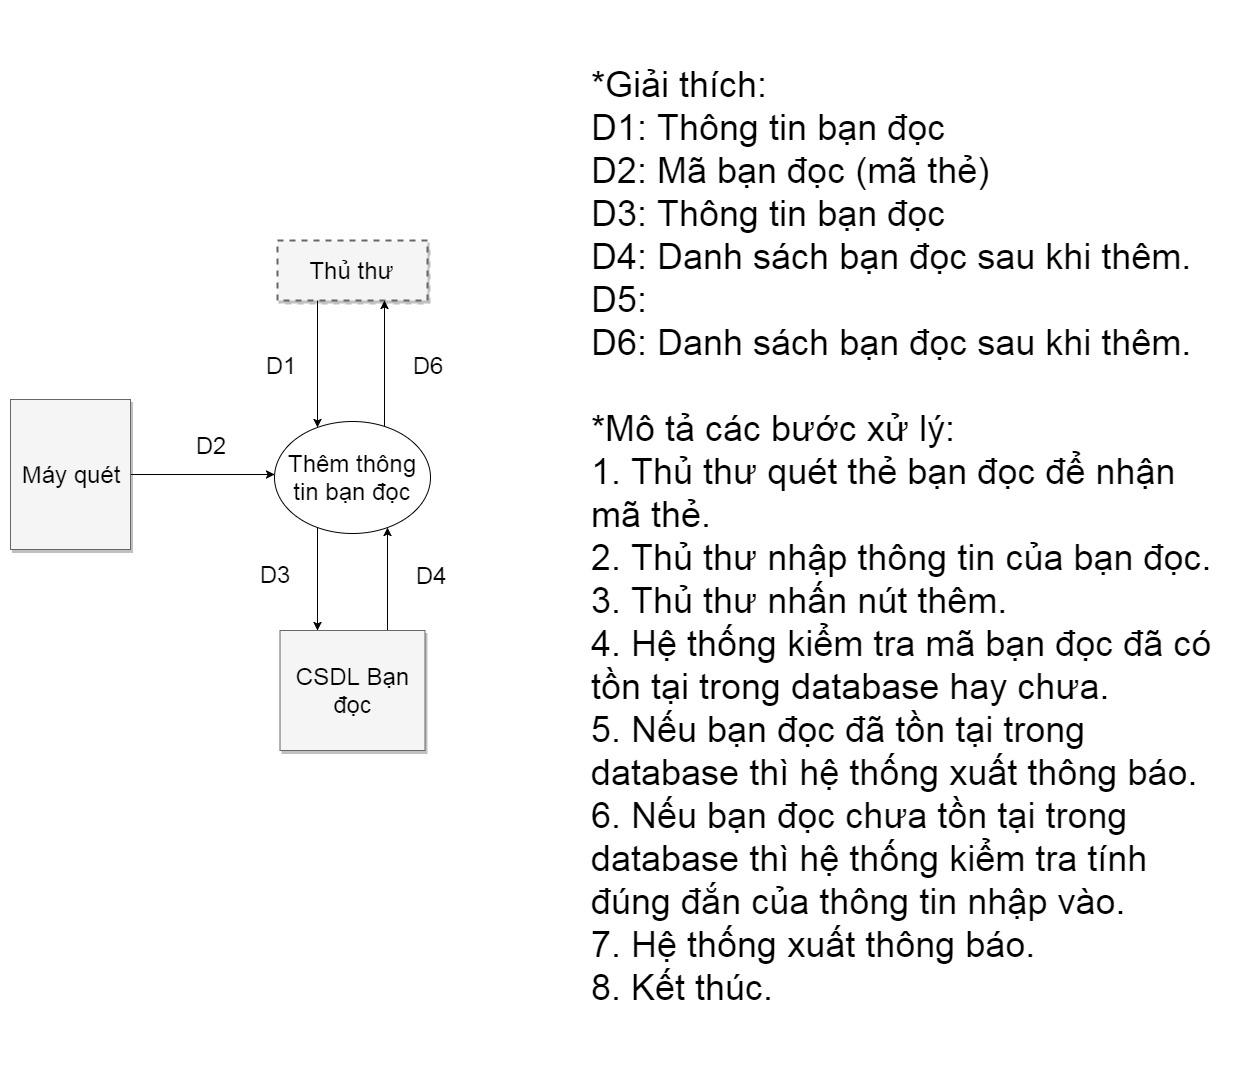 *Giải thích:
D1: Thông tin bạn đọc
D2: Mã bạn đọc (mã thẻ)
D3: Thông tin bạn đọc
D4: Danh sách bạn đọc sau khi thêm.
D5:
D6: Danh sách bạn đọc sau khi thêm.
*Mô tả các bước xử lý:
1. Thủ thư quét thẻ bạn đọc để nhận
mã thẻ.
2. Thủ thư nhập thông tin của bạn đọc.
3. Thủ thư nhấn nút thêm.
4. Hệ thống kiểm tra mã bạn đọc đã có
tồn tại trong database hay chưa.
5. Nếu bạn đọc đã tồn tại trong
database thì hệ thống xuất thông báo.
6. Nếu bạn đọc chưa tồn tại trong
database thì hệ thống kiểm tra tính
đúng đắn của thông tin nhập vào.
7. Hệ thống xuất thông báo.
8. Kết thúc.
Thủ thư
D1
D6
Máy quét
D2
Thêm thông
tin bạn đọc
D3
D4
CSDL Bạn
đọc